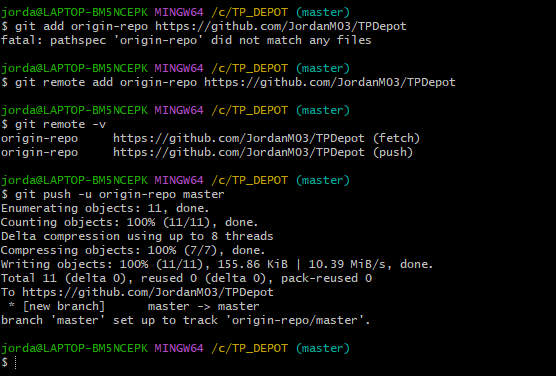 jorda@LAPTOP-BM5NCEPK MINGW64 /c/TP_DEPOT (master)
$ git add origin-repo https://github.com/JordanM03/TPDepot
fatal: pathspec 'origin-repo' did not match any files
jorda@LAPTOP-BM5NCEPK MINGW64 /c/TP_DEPOT (master)
$ git remote add origin-repo https://github.com/JordanM03/TPDepot
jorda@LAPTOP-BM5NCEPK MINGW64 /c/TP_DEPOT (master)
$ git remote -v
origin-repo     https://github.com/JordanM03/TPDepot (fetch)
origin-repo     https://github.com/JordanM03/TPDepot (push)
jorda@LAPTOP-BM5NCEPK MINGW64 /c/TP_DEPOT (master)
$ git push -u origin-repo master
Enumerating objects: 11, done.
Counting objects: 100% (11/11), done.
Delta compression using up to 8 threads
Compressing objects: 100% (7/7), done.
Writing objects: 100% (11/11), 155.86 KiB | 10.39 MiB/s, done.
Total 11 (delta 0), reused 0 (delta 0), pack-reused 0
To https://github.com/JordanM03/TPDepot
 * [new branch]      master -> master
branch 'master' set up to track 'origin-repo/master'.
jorda@LAPTOP-BM5NCEPK MINGW64 /c/TP_DEPOT (master)
$